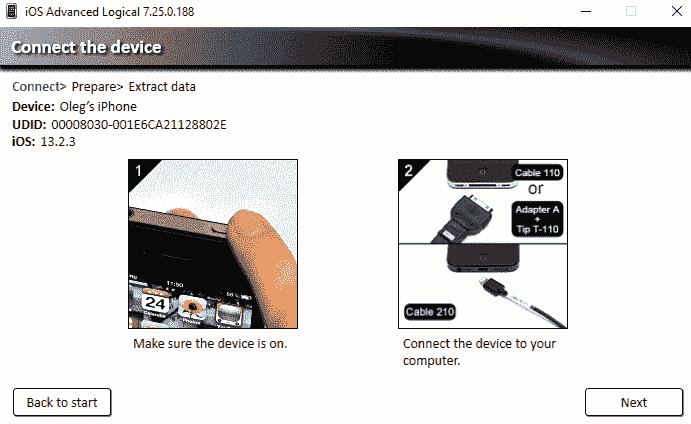 iOS Advanced Logical 7.25.0.188
Connect the device
Connect> Prepare> Extract data
Device: Oleg's iPhone
UDID: 00008030-001E6CA21128802E
iOS: 13.2.3
1
11:50
24
Calendar
Photos
Make sure the device is on.
2
Cable 110
or
Adapter A
+
Tip T-110
Cable 210
Connect the device to your
computer.
Back to start
Next